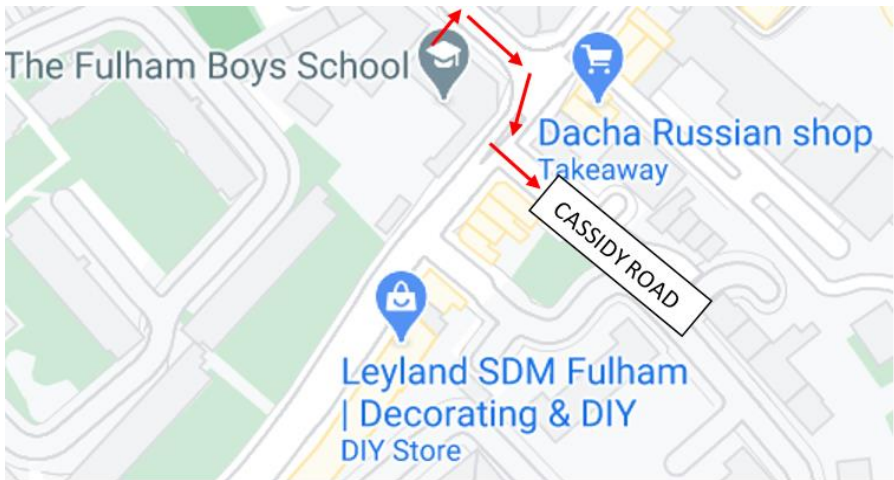 The Fulham Boys School
Dacha Russian shop
Takeaway
CASSIDY ROAD
Leyland SDM Fulham
| Decorating & DIY
DIY Store